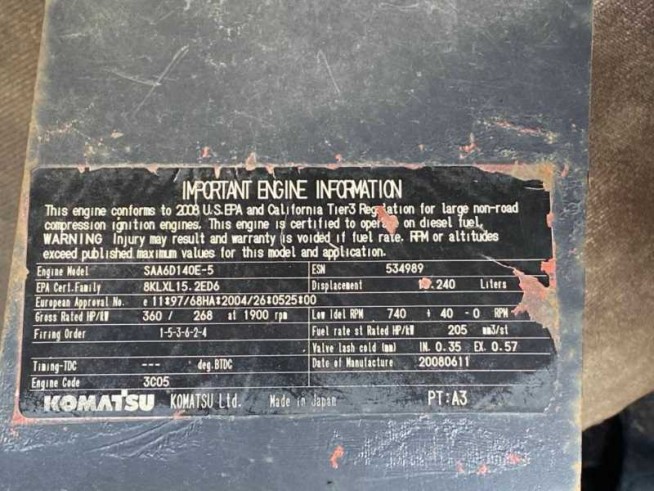 IMPORTANT ENGINE INFORMATION
This engine conforms to 2008 U.S.EPA and California Tier3 for large non-road
compression ignition engines. This engine is certified to on diesel fuel.
WARNING Injury may result and warranty is voided if fuel rate. RPM or altitudes
exceed published maximum values for this model and application.
Engine Model SAA6D140E-5 ESN 534989
EPA Cert.Family 8KLXL15.2ED6 Displacement .240 Liters
European Approval No. e 11*97/68HA*2004/26*0525*00
Gross Rated HP/kW 360 / 268 at 1900 rpm Low Idel RPM 740 + 40 - 0 RPM
Firing Order 1-5-3-6-2-4 Fuel rate at Rated HP/kW 205 mm3/st
Valve lash cold (mm) IN. 0.35 EX. 0.57
Timing-TDC --- deg.BTDC Date of Manufacture 20080611
Engine Code 3C05
KOMATSU KOMATSU Ltd. Made in Japan PT:A3